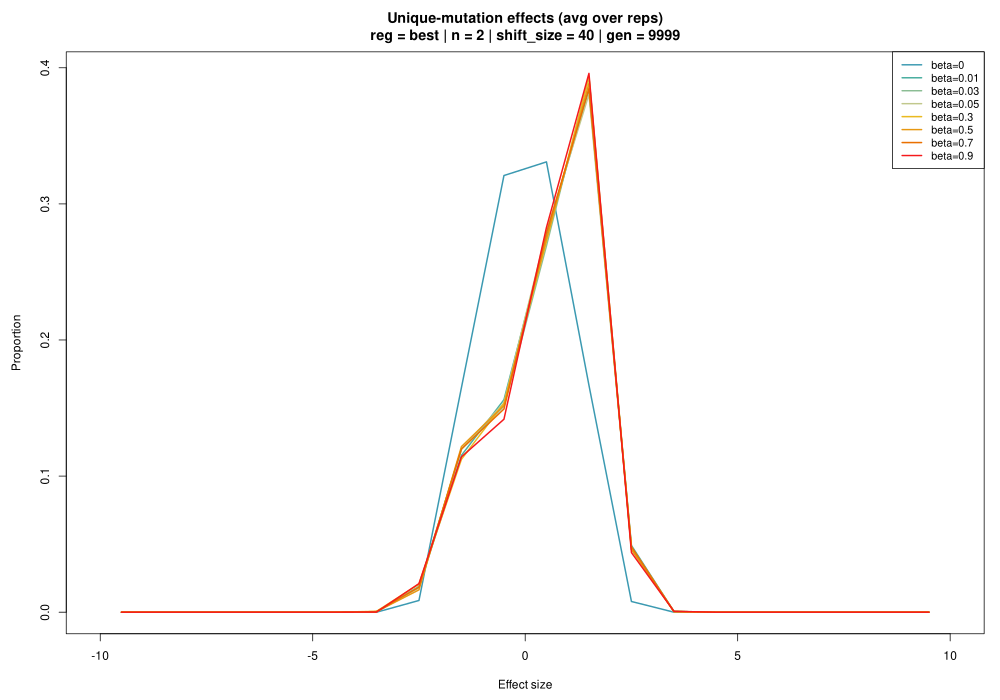 Unique-mutation effects (avg over reps)
reg = best | n = 2 | shift_size = 40 | gen = 9999
beta=0
beta=0.01
beta=0.03
beta=0.05
beta=0.3
beta=0.5
beta=0.7
beta=0.9
Proportion
0.4
0.3
0.2
0.1
0.0
-10
-5
0
5
10
Effect size